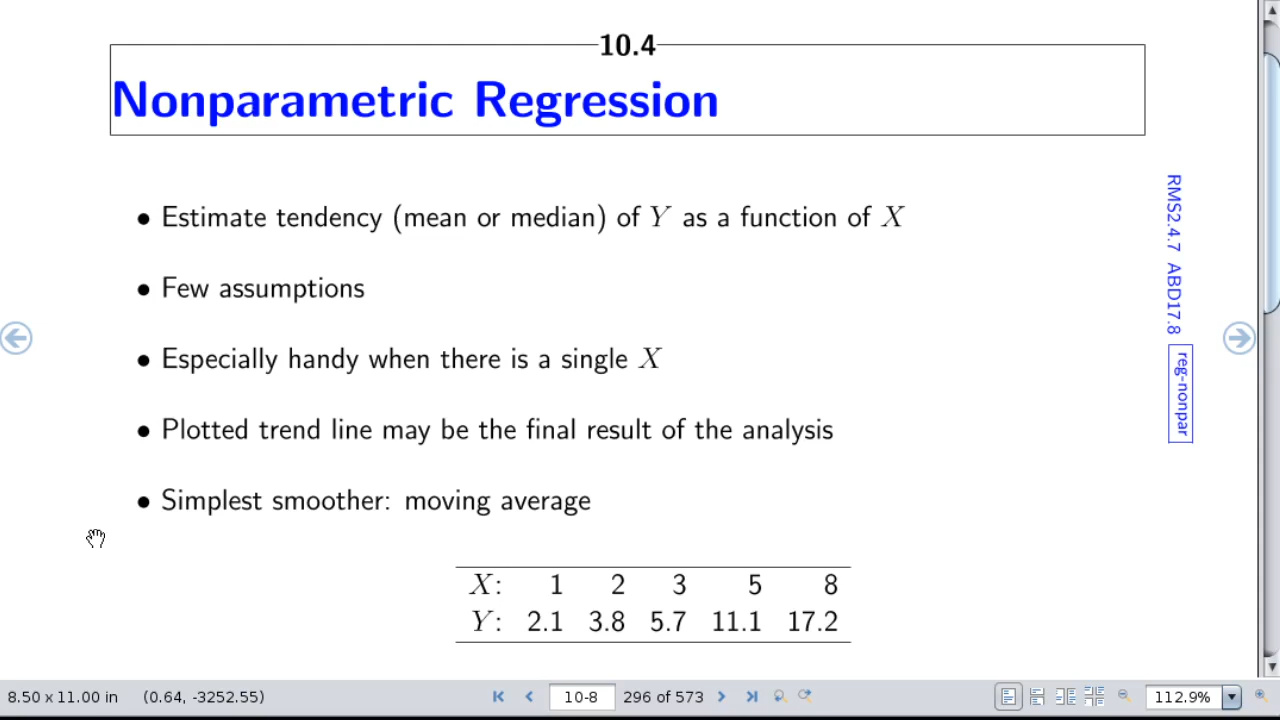 10.4
Nonparametric Regression
• Estimate tendency (mean or median) of Y as a function of X
• Few assumptions
• Especially handy when there is a single X
• Plotted trend line may be the final result of the analysis
• Simplest smoother: moving average
X: 1 2 3 5 8
Y: 2.1 3.8 5.7 11.1 17.2
RMS2.4.7 ABD17.8 reg-nonpar
8.50 x 11.00 in (0.64, -3252.55) 10-8 296 of 573 112.9%